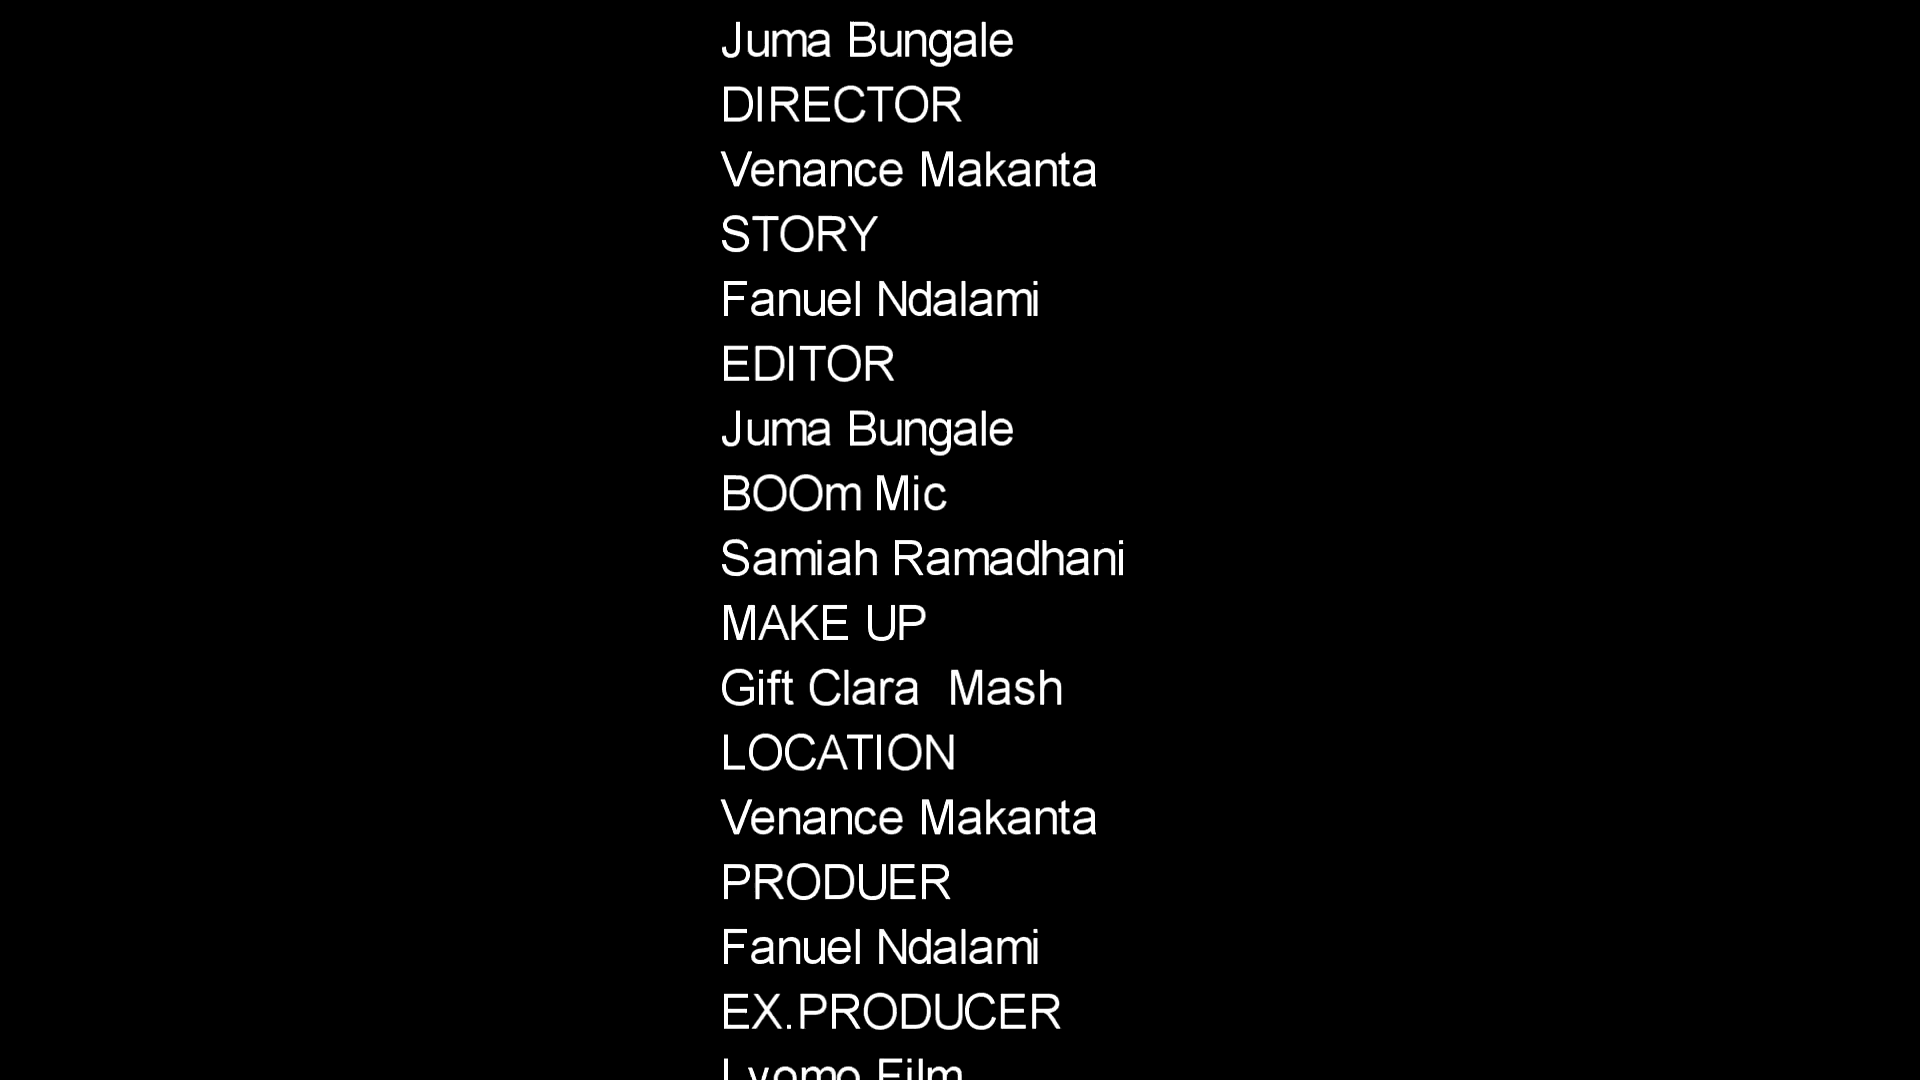 Juma Bungale
DIRECTOR
Venance Makanta
STORY
Fanuel Ndalami
EDITOR
Juma Bungale
BOOm Mic
Samiah Ramadhani
MAKE UP
Gift Clara  Mash
LOCATION
Venance Makanta
PRODUER
Fanuel Ndalami
EX.PRODUCER
Film